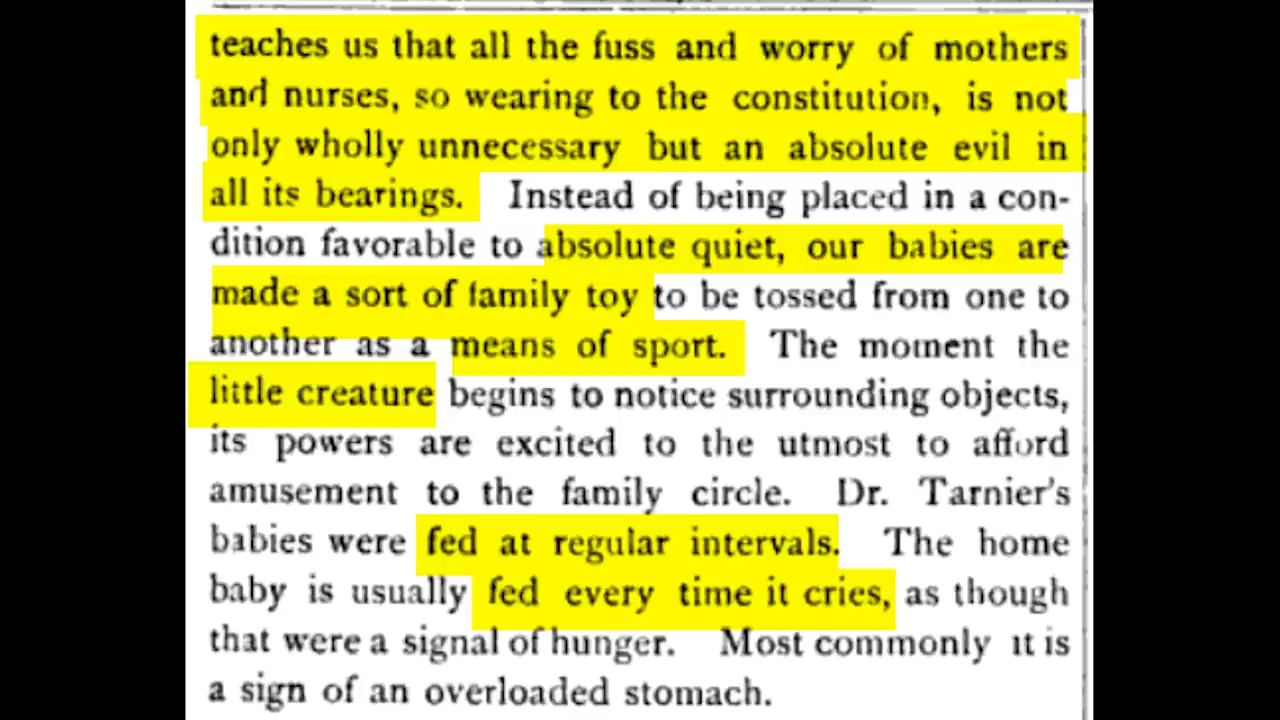 teaches us that all the fuss and worry of mothers
and nurses, so wearing to the constitution, is not
only wholly unnecessary but an absolute evil in
all its bearings. Instead of being placed in a con-
dition favorable to absolute quiet, our babies are
made a sort of family toy to be tossed from one to
another as a means of sport. The moment the
little creature begins to notice surrounding objects,
its powers are excited to the utmost to afford
amusement to the family circle. Dr. Tarnier's
babies were fed at regular intervals. The home
baby is usually fed every time it cries, as though
that were a signal of hunger. Most commonly it is
a sign of an overloaded stomach.